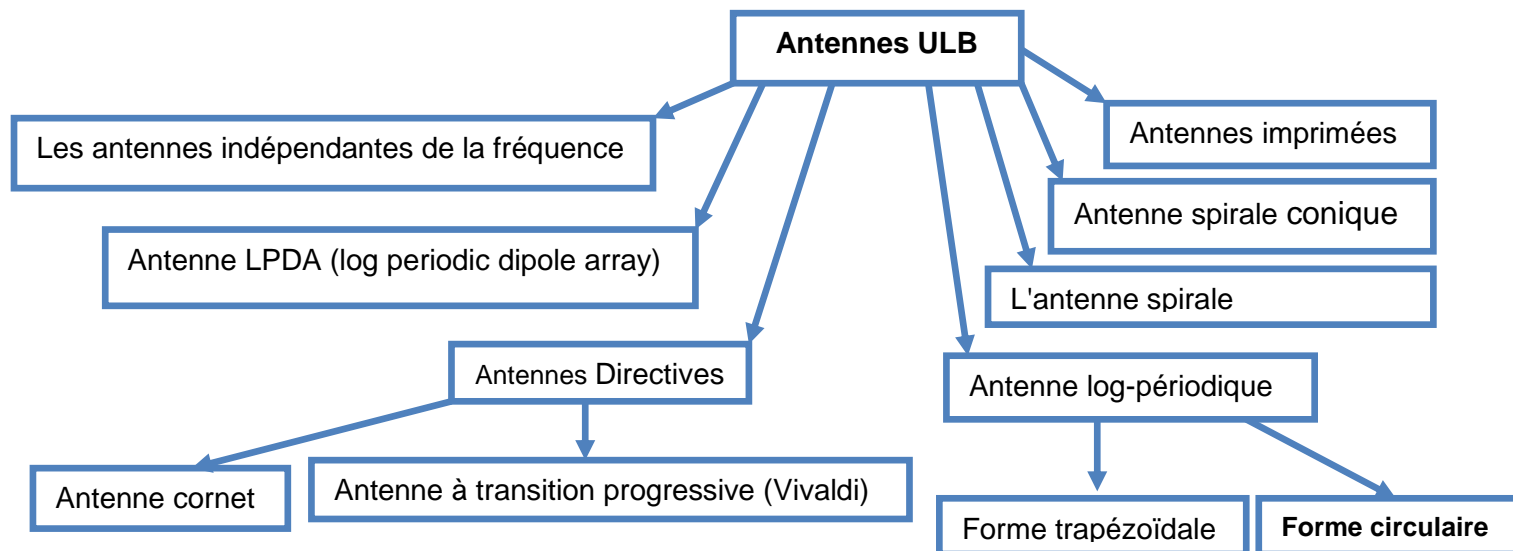 Antennes ULB
Les antennes indépendantes de la fréquence
Antennes imprimées
Antenne spirale conique
Antenne LPDA (log periodic dipole array)
L'antenne spirale
Antennes Directives
Antenne log-périodique
Antenne cornet
Antenne à transition progressive (Vivaldi)
Forme trapézoïdale
Forme circulaire